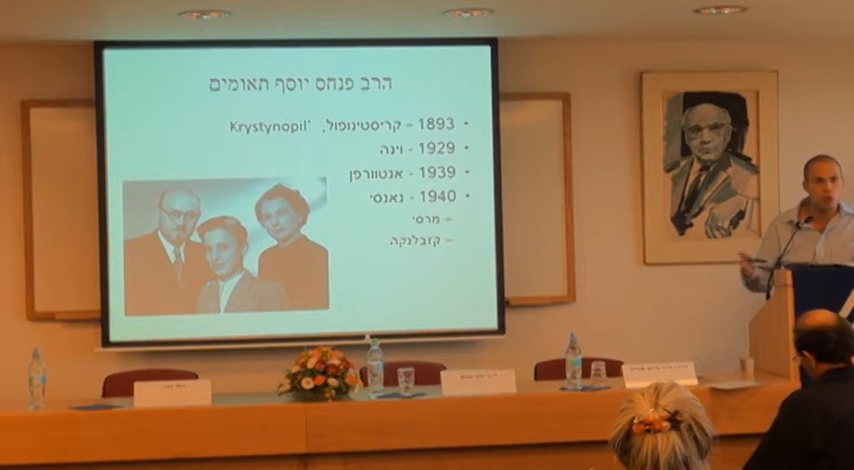 הרב פנחס יוסף תאומים
• 1893 – קריסטינופול, Krystynopil'
• 1929 - וינה
• 1939 - אנטוורפן
• 1940 - נאנסי
– מרסי
– קזבלנקה